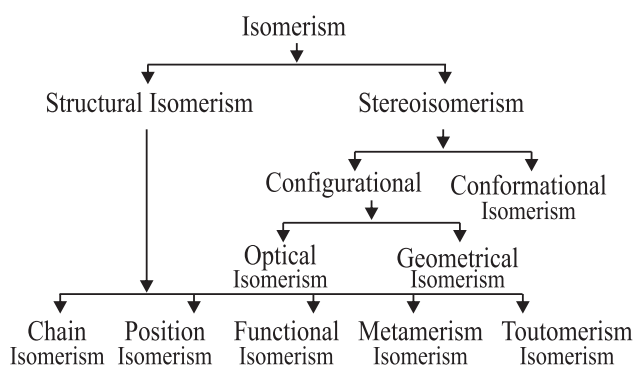 Isomerism
Structural Isomerism
Stereoisomerism
Configurational
Conformational
Isomerism
Optical
Isomerism
Geometrical
Isomerism
Chain
Isomerism
Position
Isomerism
Functional
Isomerism
Metamerism
Isomerism
Toutomerism
Isomerism